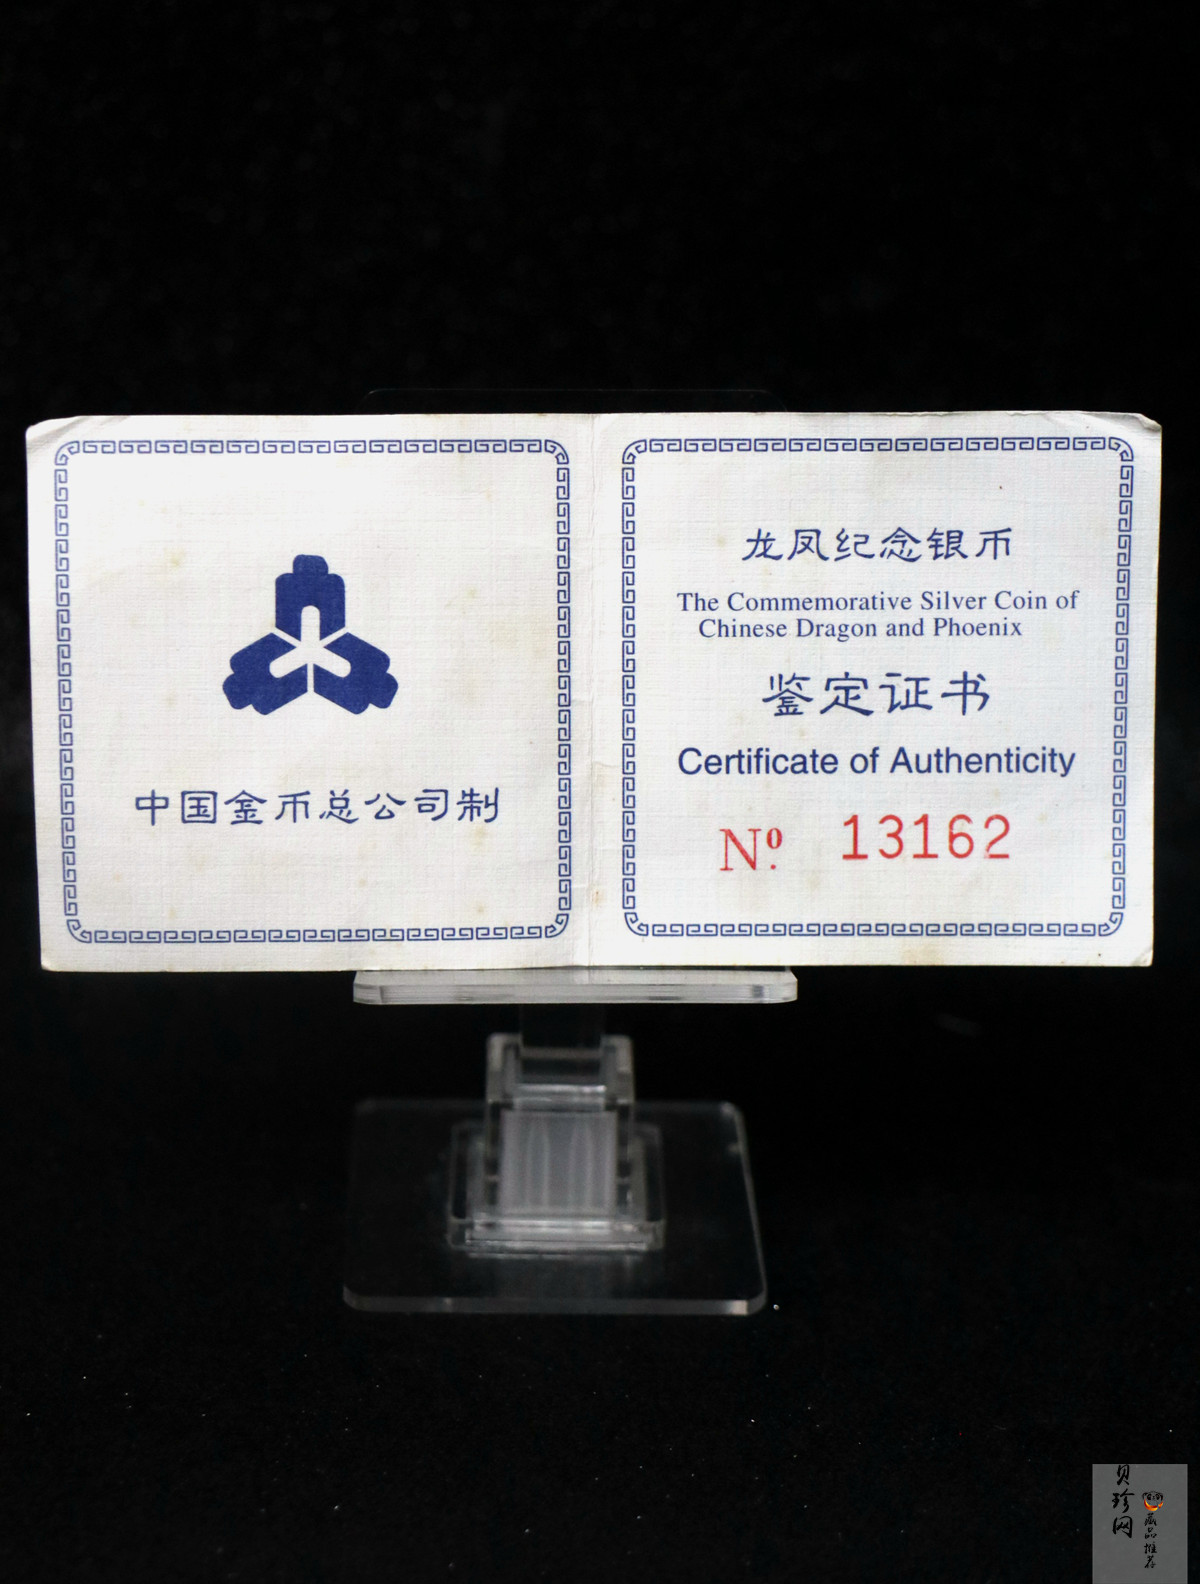 中国金币总公司制
龙凤纪念银币
The Commemorative Silver Coin of
Chinese Dragon and Phoenix
鉴定证书
Certificate of Authenticity
Nº. 13162
贝珍网
藏品推荐